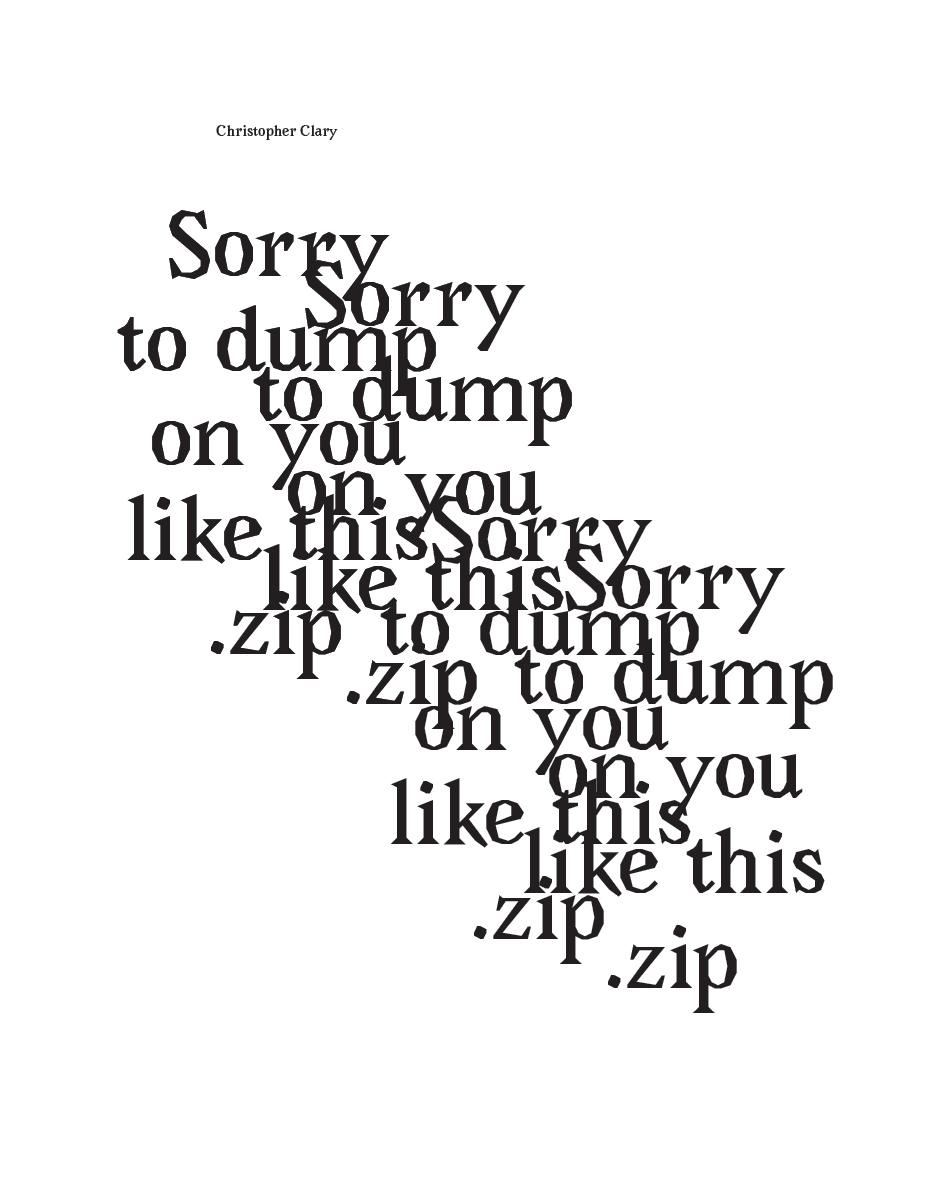 Christopher Clary
Sorry
Sorry
to dump
to dump
on you
on you
like thisSorry
like thisSorry
.zip to dump
.zip to dump
on you
on you
like this
like this
.zip
.zip